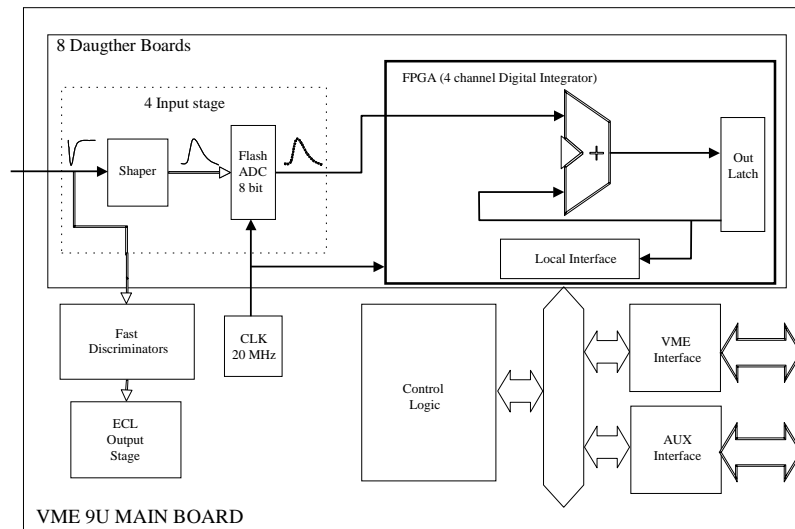 8 Daugther Boards
4 Input stage
Shaper
Flash
ADC
8 bit
FPGA (4 channel Digital Integrator)
+
Out
Latch
Local Interface
Fast
Discriminators
CLK
20 MHz
ECL
Output
Stage
Control
Logic
VME
Interface
AUX
Interface
VME 9U MAIN BOARD